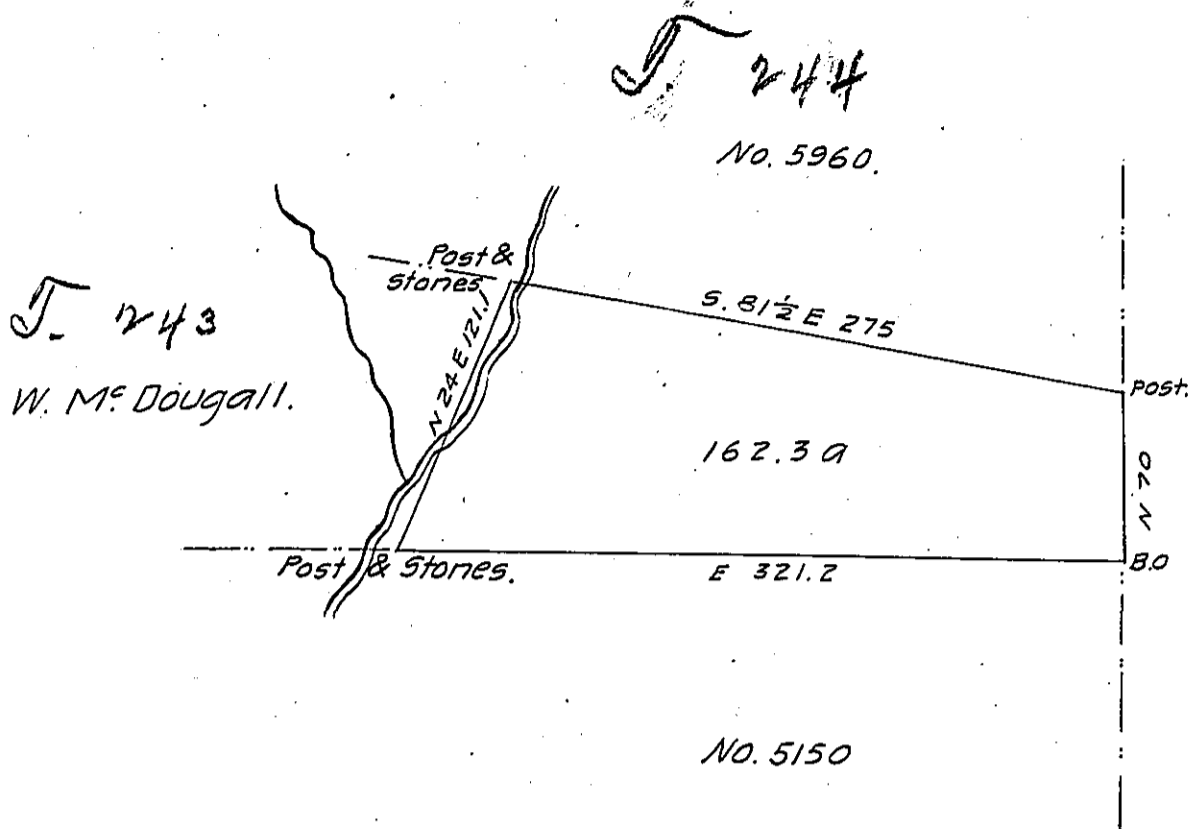 T 244
No. 5960.
Post &
stones
S. 81½ E 275
T. 243
N 24 E 121.1
W. Mc Dougall.
Post.
162.3 a
N 70
Post & Stones.
E 321.2
B.O
No. 5150